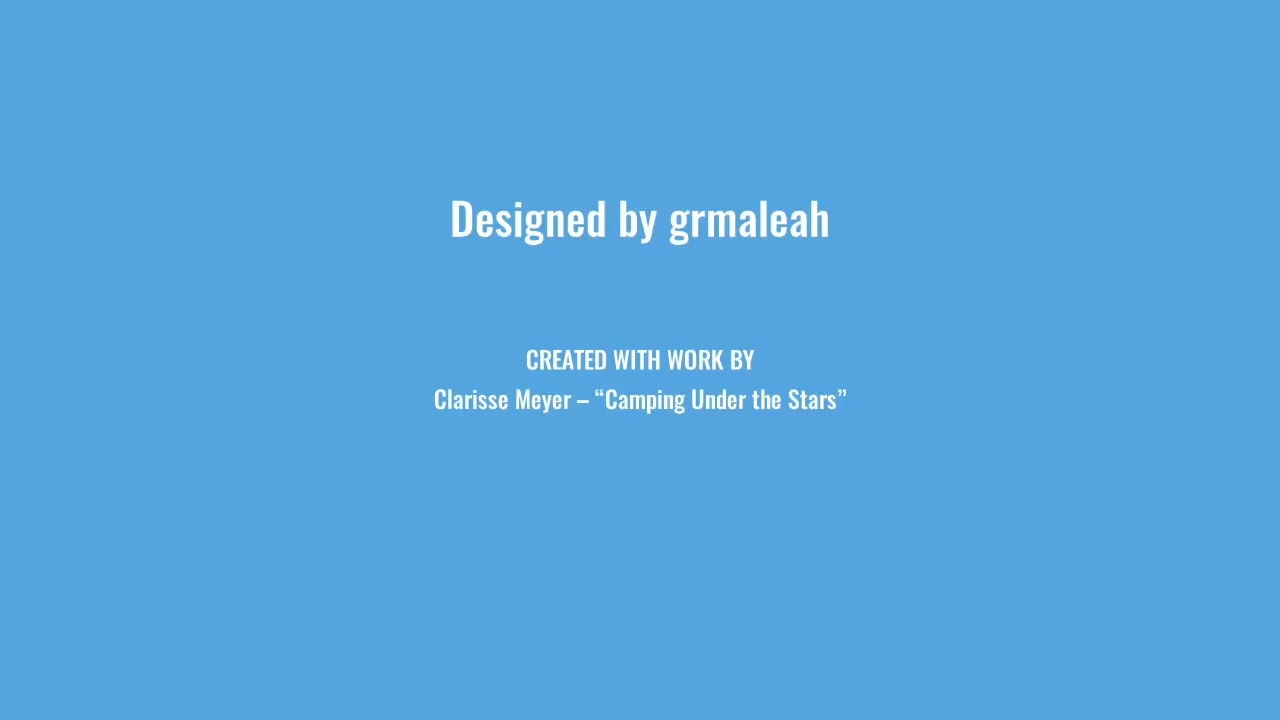 Designed by grmaleah
CREATED WITH WORK BY
Clarisse Meyer – “Camping Under the Stars”